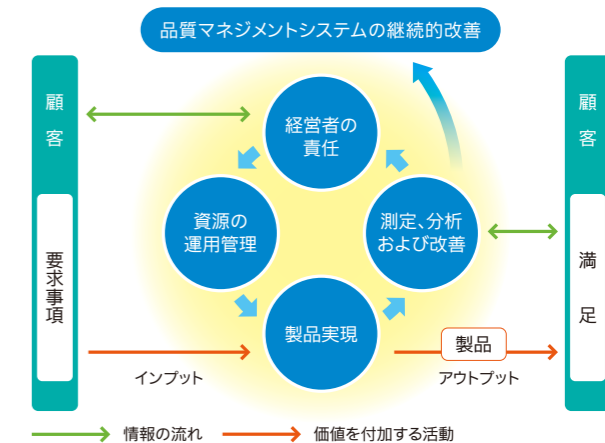 品質マネジメントシステムの継続的改善
顧客
要求事項
経営者の
責任
資源の
運用管理
測定、分析
および改善
製品実現
顧客
満足
インプット
製品
アウトプット
情報の流れ
価値を付加する活動